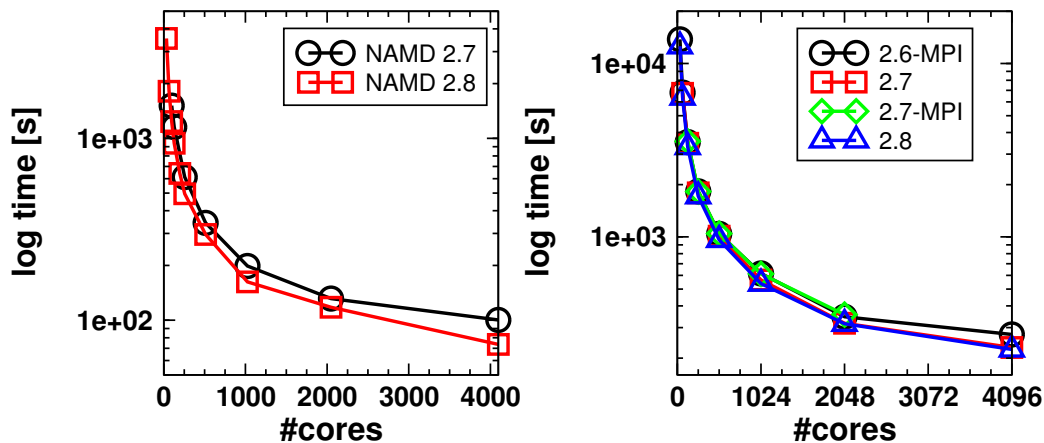 NAMD 2.7
NAMD 2.8
1e+03
1e+02
log time [s]
0 1000 2000 3000 4000
#cores
2.6-MPI
2.7
2.7-MPI
2.8
1e+04
1e+03
log time [s]
0 1024 2048 3072 4096
#cores